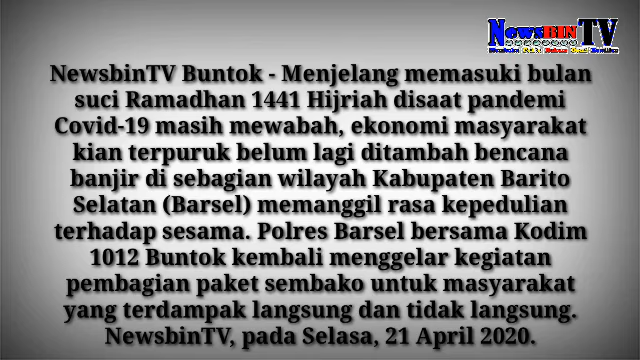 NewsBIN TV
NewsbinTV Buntok - Menjelang memasuki bulan
suci Ramadhan 1441 Hijriah disaat pandemi
Covid-19 masih mewabah, ekonomi masyarakat
kian terpuruk belum lagi ditambah bencana
banjir di sebagian wilayah Kabupaten Barito
Selatan (Barsel) memanggil rasa kepedulian
terhadap sesama. Polres Barsel bersama Kodim
1012 Buntok kembali menggelar kegiatan
pembagian paket sembako untuk masyarakat
yang terdampak langsung dan tidak langsung.
NewsbinTV, pada Selasa, 21 April 2020.